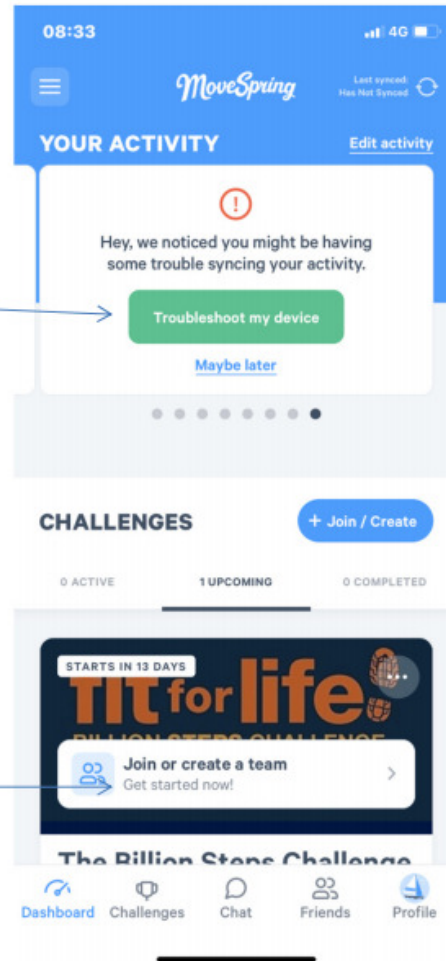 08:33
4G
MoveSpring
Last synced:
Has Not Synced
YOUR ACTIVITY
Edit activity
!
Hey, we noticed you might be having
some trouble syncing your activity.
Troubleshoot my device
Maybe later
CHALLENGES
+ Join / Create
0 ACTIVE
1 UPCOMING
0 COMPLETED
STARTS IN 13 DAYS
fit for life
BILLION STEPS CHALLENGE
Join or create a team
Get started now!
The Billion Steps Challenge
Dashboard
Challenges
Chat
Friends
Profile